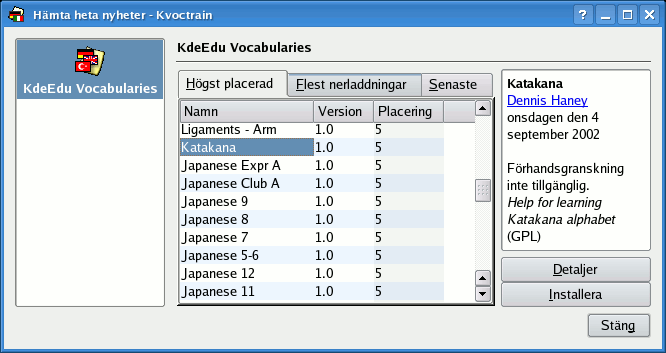 Hämta heta nyheter - Kvoctrain
KdeEdu Vocabularies
KdeEdu Vocabularies
Högst placerad Flest nerladdningar Senaste
Namn Version Placering
Ligaments - Arm 1.0 5
Katakana 1.0 5
Japanese Expr A 1.0 5
Japanese Club A 1.0 5
Japanese 9 1.0 5
Japanese 8 1.0 5
Japanese 7 1.0 5
Japanese 5-6 1.0 5
Japanese 12 1.0 5
Japanese 11 1.0 5
Katakana
Dennis Haney
onsdagen den 4
september 2002
Förhandsgranskning
inte tillgänglig.
Help for learning
Katakana alphabet
(GPL)
Detaljer
Installera
Stäng